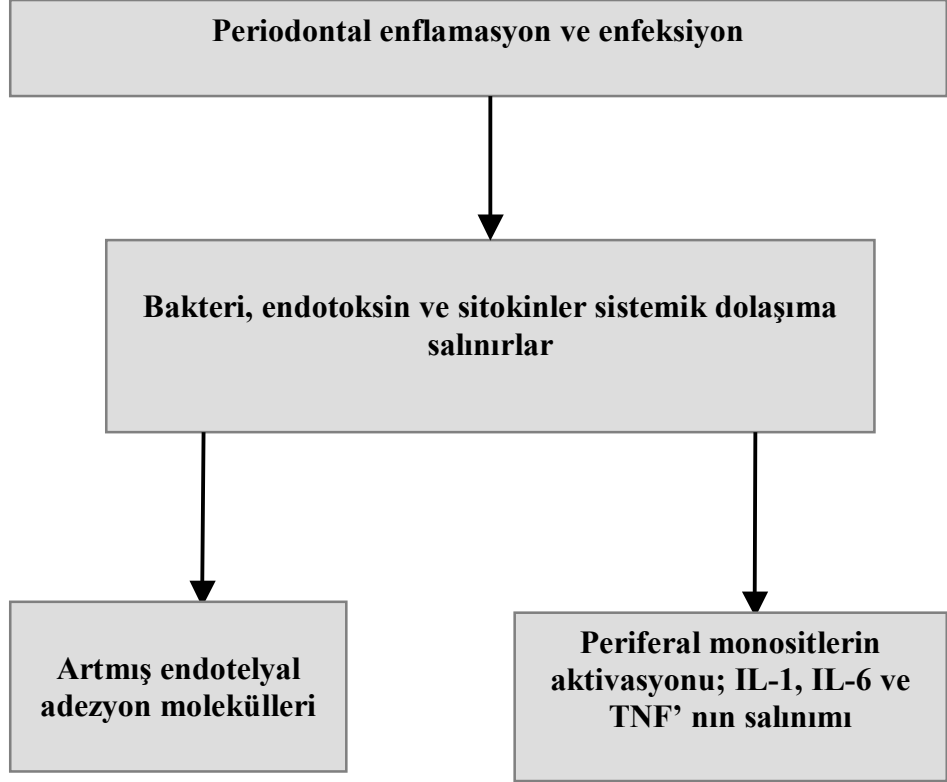 Periodontal enflamasyon ve enfeksiyon
Bakteri, endotoksin ve sitokinler sistemik dolaşıma
salınırlar
Artmış endotelyal
adezyon molekülleri
Periferal monositlerin
aktivasyonu; IL-1, IL-6 ve
TNF’ nın salınımı